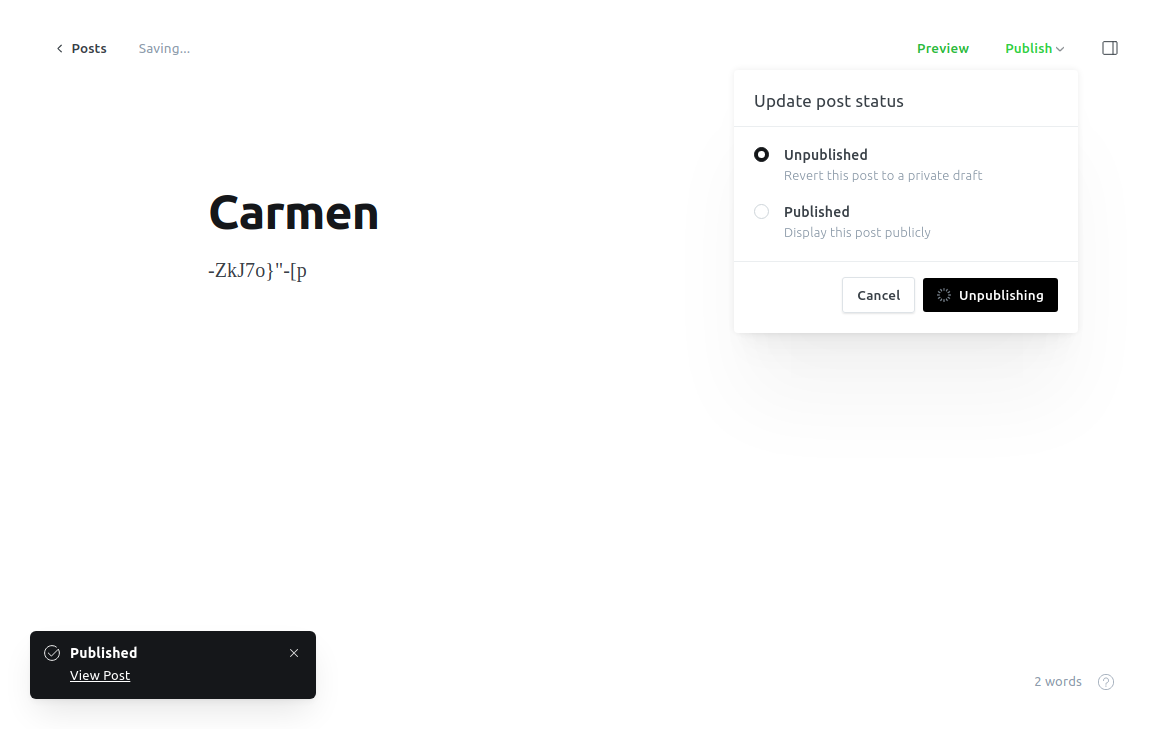 Posts
Saving...
Preview
Publish
Update post status
Unpublished
Revert this post to a private draft
Published
Display this post publicly
Cancel
Unpublishing
Carmen
-ZkJ7o}"-[p
Published
View Post
2 words
?